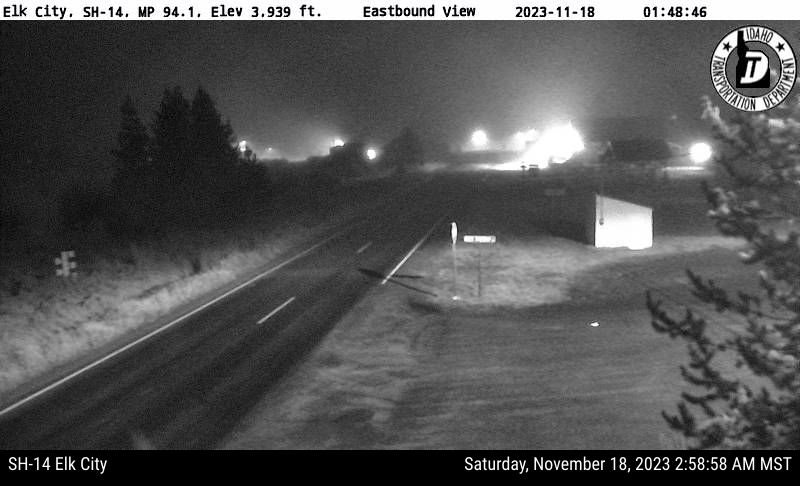 Elk City, SH-14, MP 94.1, Elev 3,939 ft. Eastbound View 2023-11-18 01:48:46
IDAHO
TRANSPORTATION DEPARTMENT
SH-14 Elk City Saturday, November 18, 2023 2:58:58 AM MST